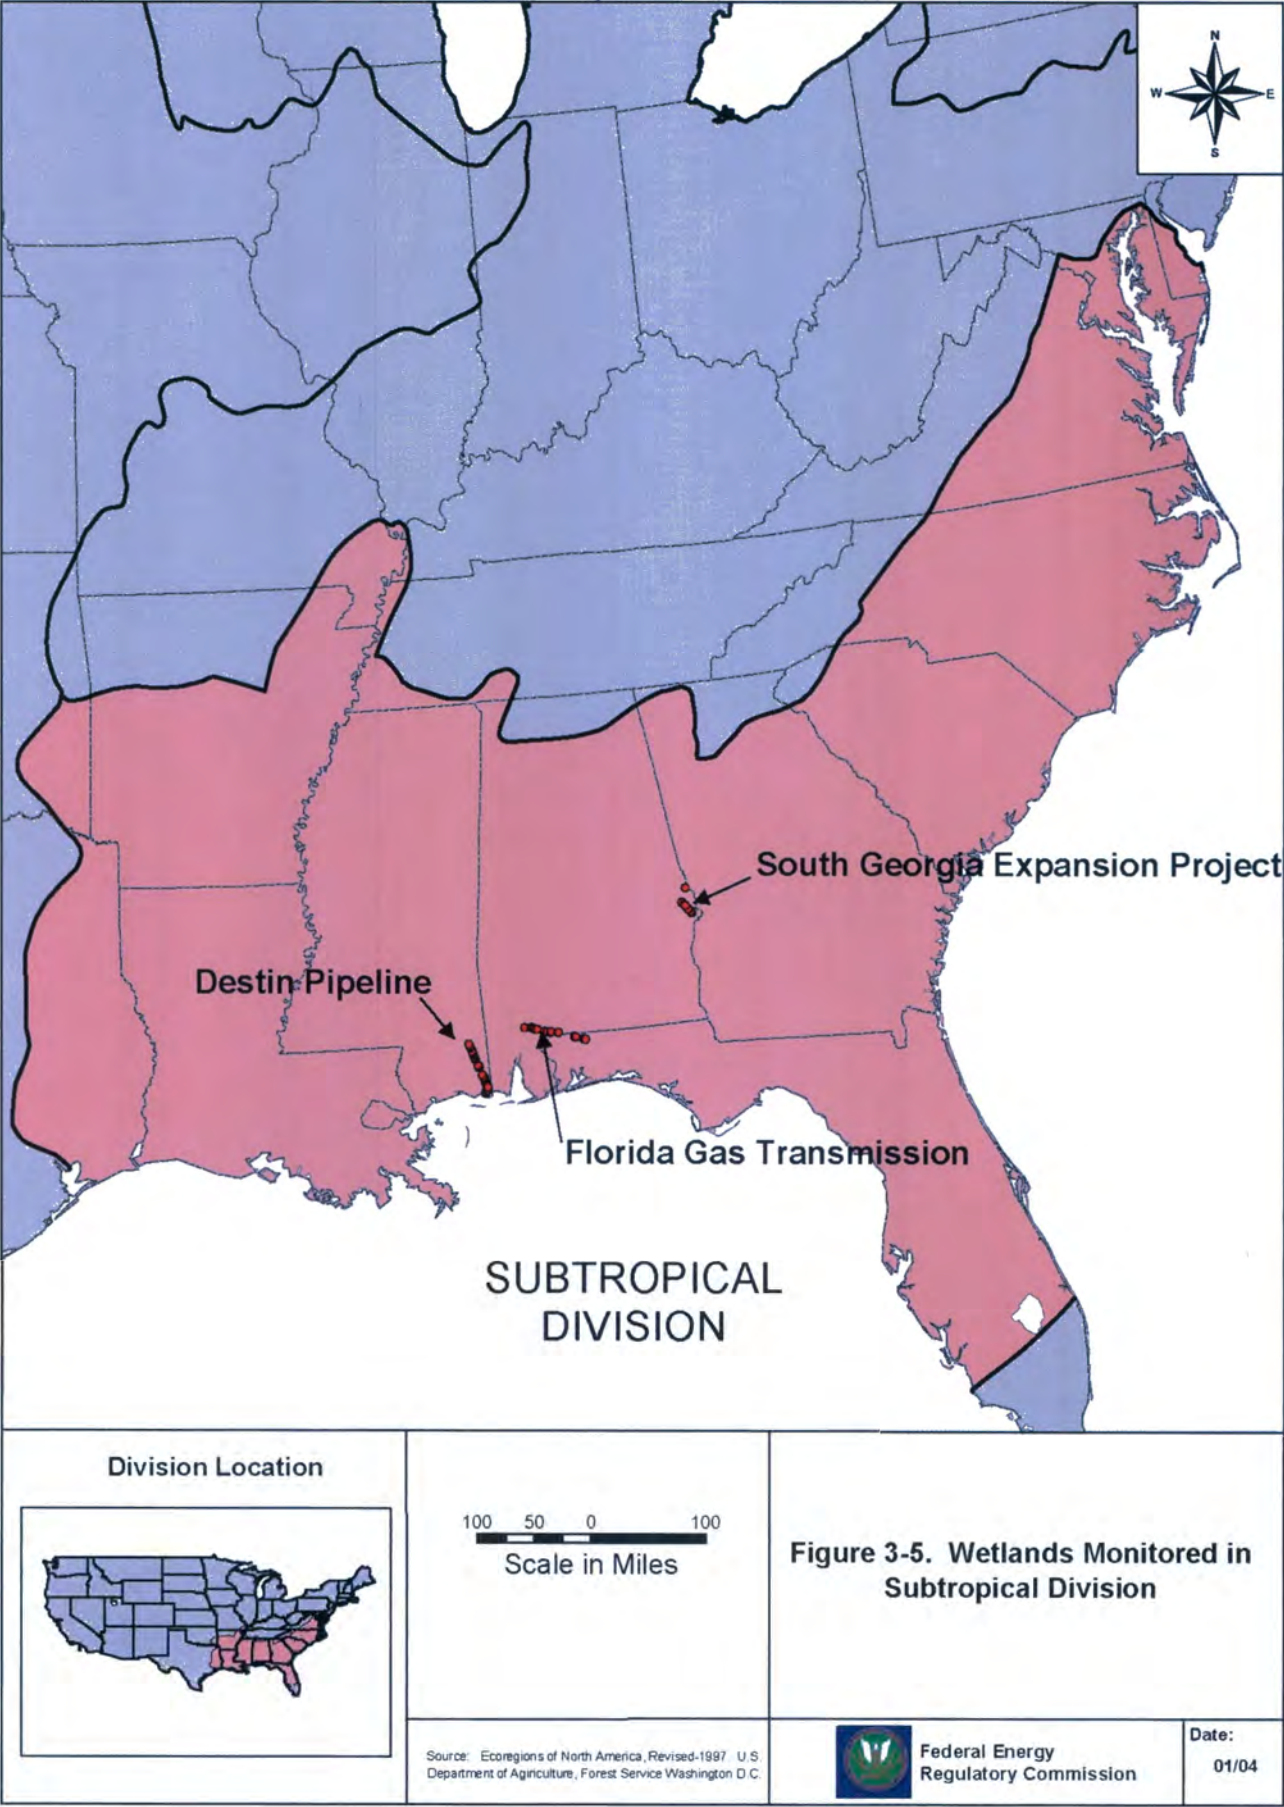 N
W E
S
South Georgia Expansion Project
Destin Pipeline
Florida Gas Transmission
SUBTROPICAL
DIVISION
Division Location
100 50 0 100
Scale in Miles
Figure 3-5. Wetlands Monitored in
Subtropical Division
Source: Ecoregions of North America, Revised-1997 U.S.
Department of Agriculture, Forest Service Washington D.C.
Federal Energy
Regulatory Commission
Date:
01/04